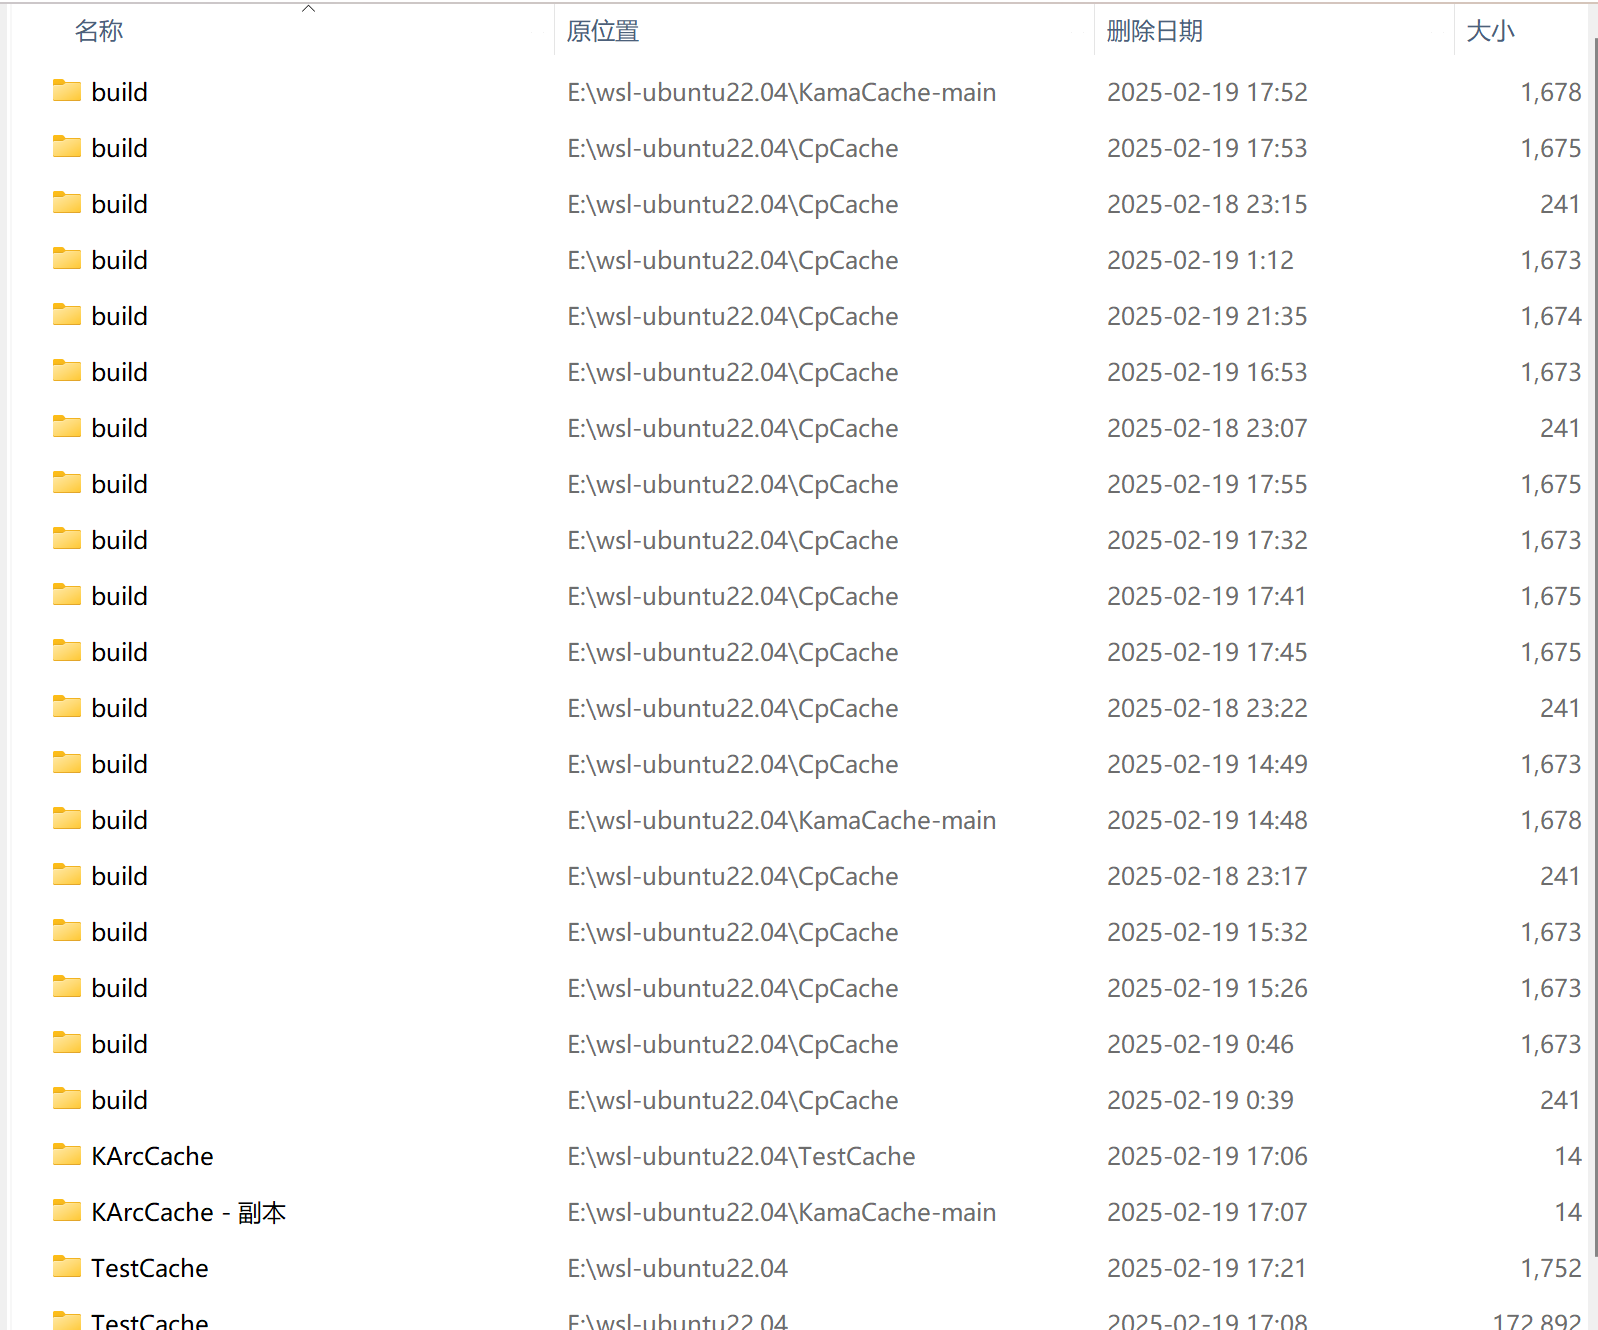 名称 原位置 删除日期 大小
build E:\wsl-ubuntu22.04\KamaCache-main 2025-02-19 17:52 1,678
build E:\wsl-ubuntu22.04\CpCache 2025-02-19 17:53 1,675
build E:\wsl-ubuntu22.04\CpCache 2025-02-18 23:15 241
build E:\wsl-ubuntu22.04\CpCache 2025-02-19 1:12 1,673
build E:\wsl-ubuntu22.04\CpCache 2025-02-19 21:35 1,674
build E:\wsl-ubuntu22.04\CpCache 2025-02-19 16:53 1,673
build E:\wsl-ubuntu22.04\CpCache 2025-02-18 23:07 241
build E:\wsl-ubuntu22.04\CpCache 2025-02-19 17:55 1,675
build E:\wsl-ubuntu22.04\CpCache 2025-02-19 17:32 1,673
build E:\wsl-ubuntu22.04\CpCache 2025-02-19 17:41 1,675
build E:\wsl-ubuntu22.04\CpCache 2025-02-19 17:45 1,675
build E:\wsl-ubuntu22.04\CpCache 2025-02-18 23:22 241
build E:\wsl-ubuntu22.04\CpCache 2025-02-19 14:49 1,673
build E:\wsl-ubuntu22.04\KamaCache-main 2025-02-19 14:48 1,678
build E:\wsl-ubuntu22.04\CpCache 2025-02-18 23:17 241
build E:\wsl-ubuntu22.04\CpCache 2025-02-19 15:32 1,673
build E:\wsl-ubuntu22.04\CpCache 2025-02-19 15:26 1,673
build E:\wsl-ubuntu22.04\CpCache 2025-02-19 0:46 1,673
build E:\wsl-ubuntu22.04\CpCache 2025-02-19 0:39 241
KArcCache E:\wsl-ubuntu22.04\TestCache 2025-02-19 17:06 14
KArcCache - 副本 E:\wsl-ubuntu22.04\KamaCache-main 2025-02-19 17:07 14
TestCache E:\wsl-ubuntu22.04 2025-02-19 17:21 1,752
TestCache E:\wsl-ubuntu22.04 2025-02-19 17:08 172,892